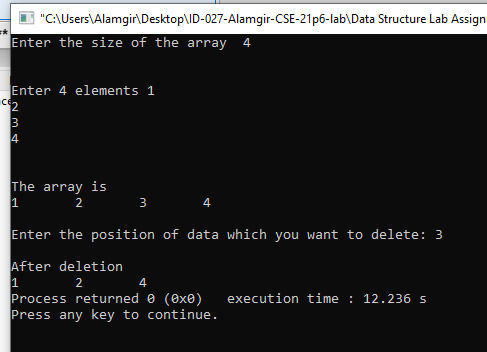 "C:\Users\Alamgir\Desktop\ID-027-Alamgir-CSE-21p6-lab\Data Structure Lab Assign
Enter the size of the array  4
Enter 4 elements 1
2
3
4
The array is
1       2       3       4
Enter the position of data which you want to delete: 3
After deletion
1       2       4
Process returned 0 (0x0)   execution time : 12.236 s
Press any key to continue.